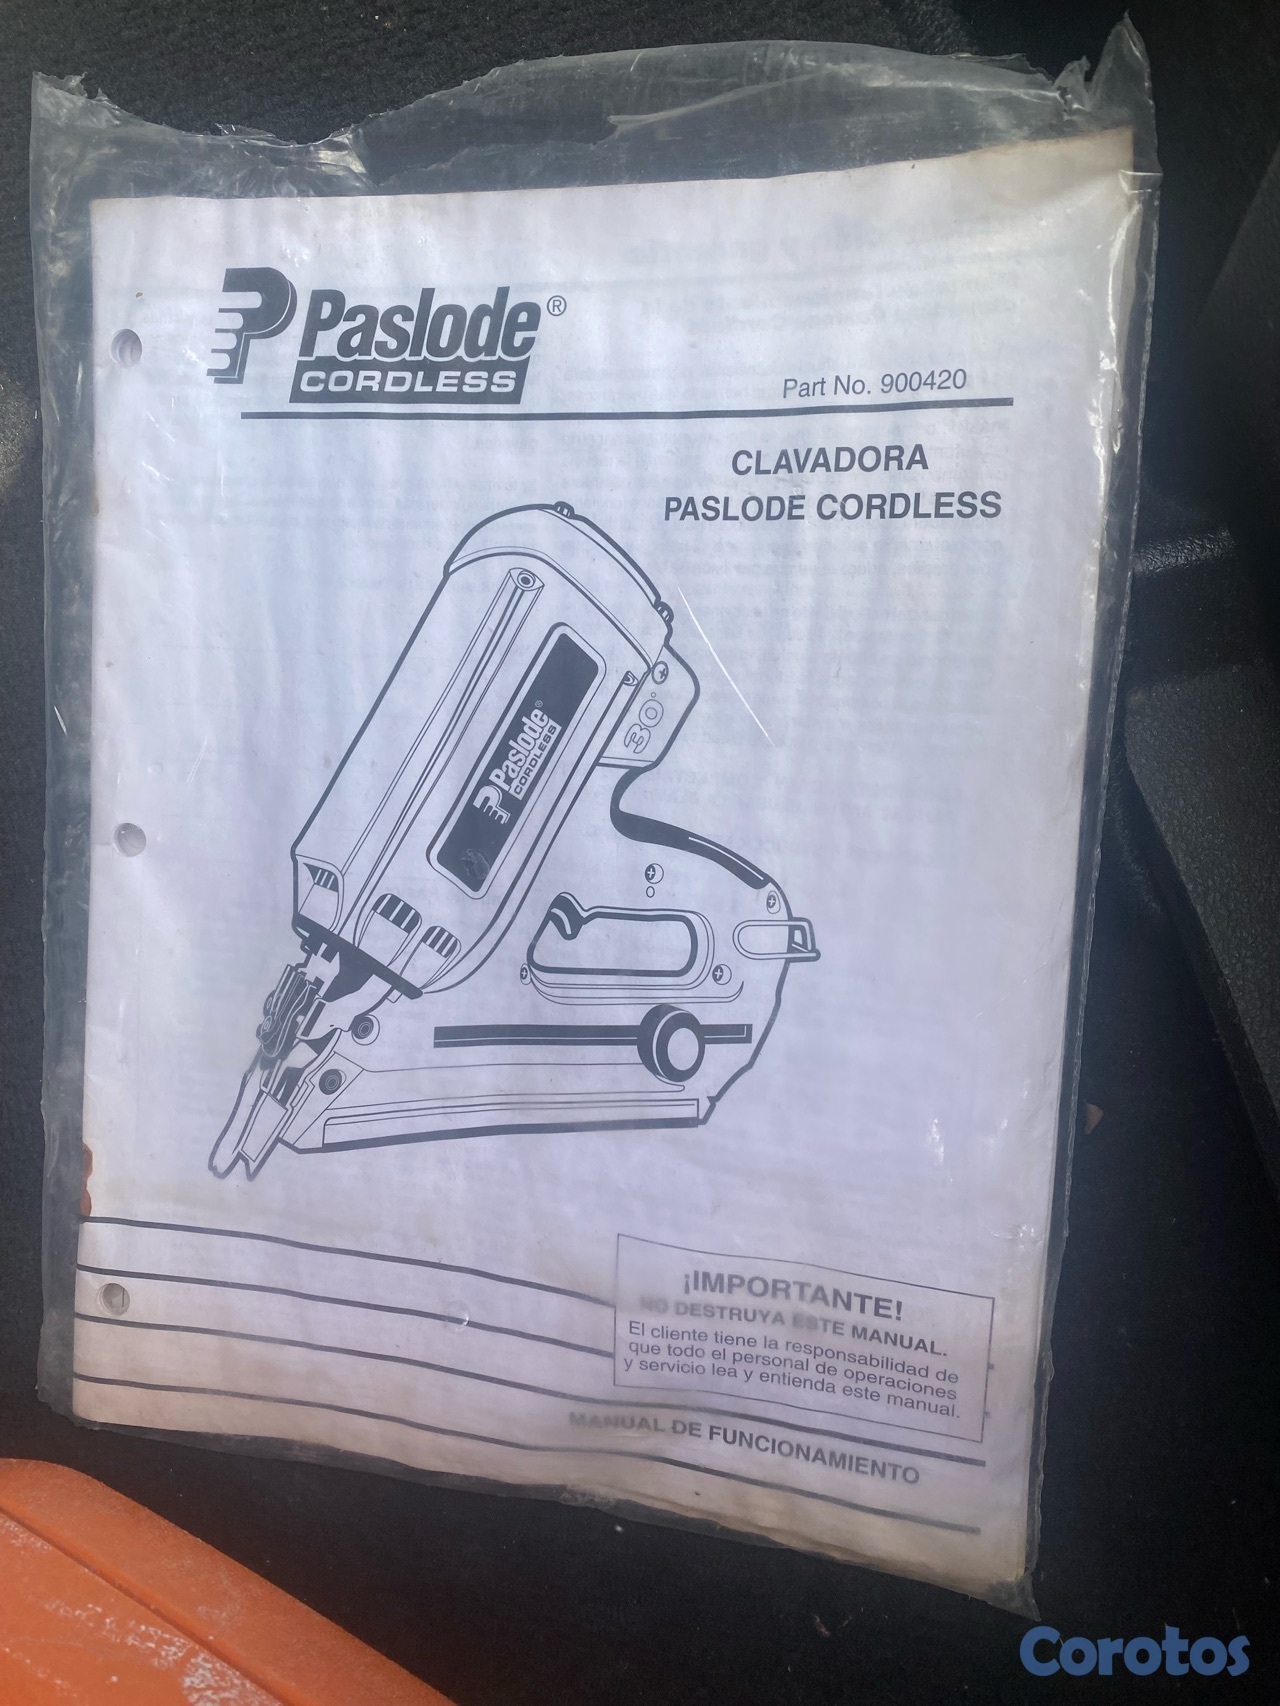 Paslode®
CORDLESS
Part No. 900420
CLAVADORA
PASLODE CORDLESS
30°
Paslode®
CORDLESS
¡IMPORTANTE!
NO DESTRUYA ESTE MANUAL.
El cliente tiene la responsabilidad de
que todo el personal de operaciones
y servicio lea y entienda este manual.
MANUAL DE FUNCIONAMIENTO
Corotos